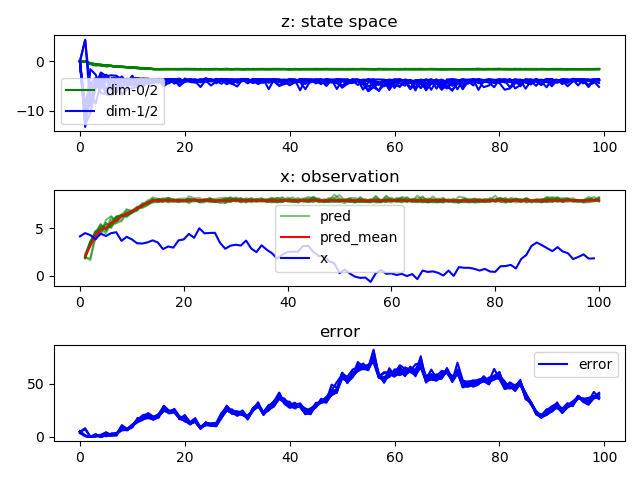 z: state space
0
−10
dim-0/2
dim-1/2
0 20 40 60 80 100
x: observation
5
0
pred
pred_mean
x
0 20 40 60 80 100
error
50
0
error
0 20 40 60 80 100